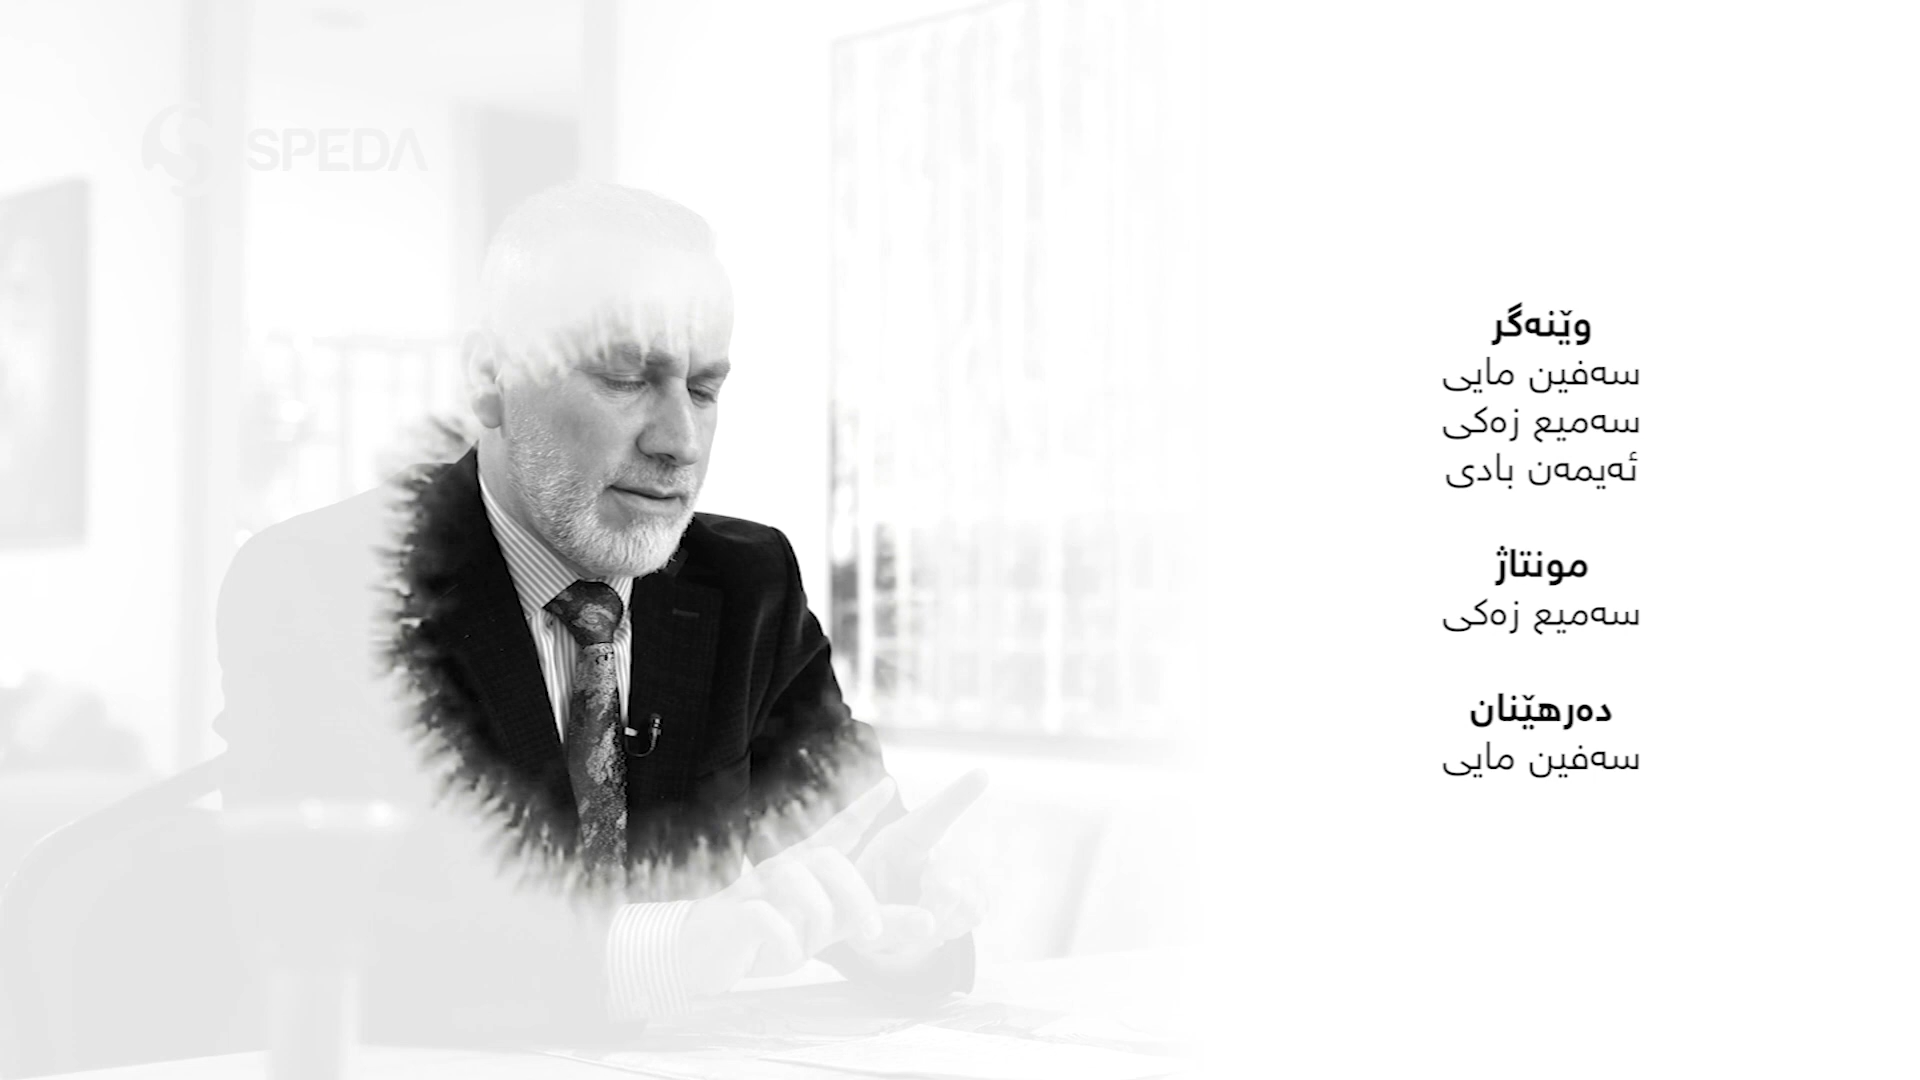 SPEDA
وێنەگر
سەفین مایی
سەمیع زەکی
ئەیمەن بادی
مونتاژ
سەمیع زەکی
دەرهێنان
سەفین مایی